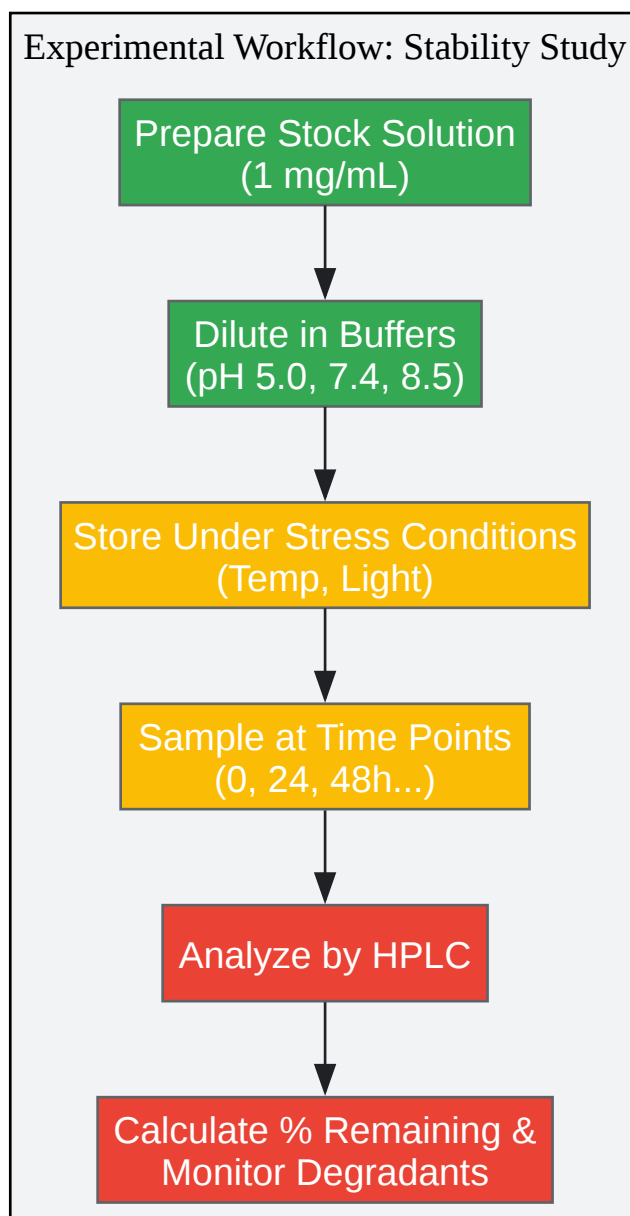 Experimental Workflow: Stability Study
Prepare Stock Solution
(1 mg/mL)
Dilute in Buffers
(pH 5.0, 7.4, 8.5)
Store Under Stress Conditions
(Temp, Light)
Sample at Time Points
(0, 24, 48h...)
Analyze by HPLC
Calculate % Remaining &
Monitor Degradants